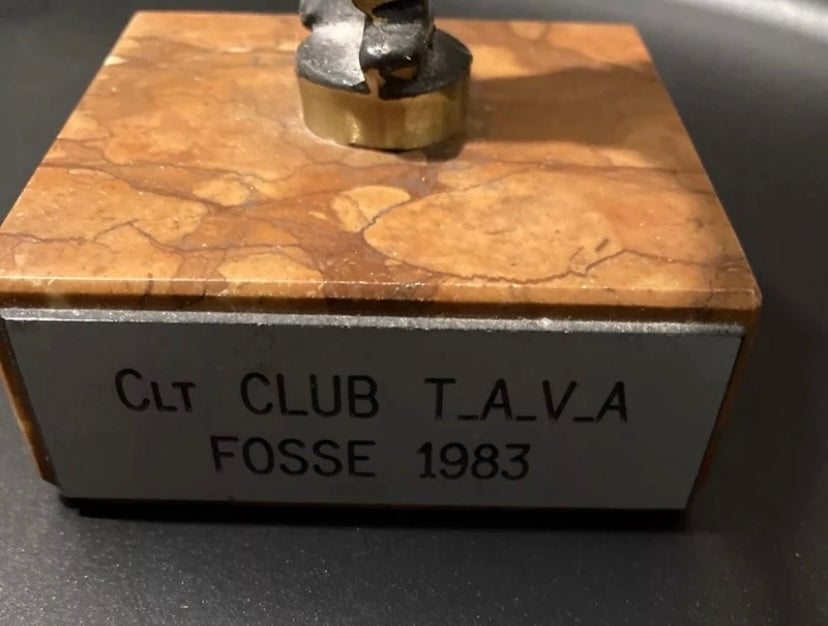 CLT CLUB T_A_V_A
FOSSE 1983